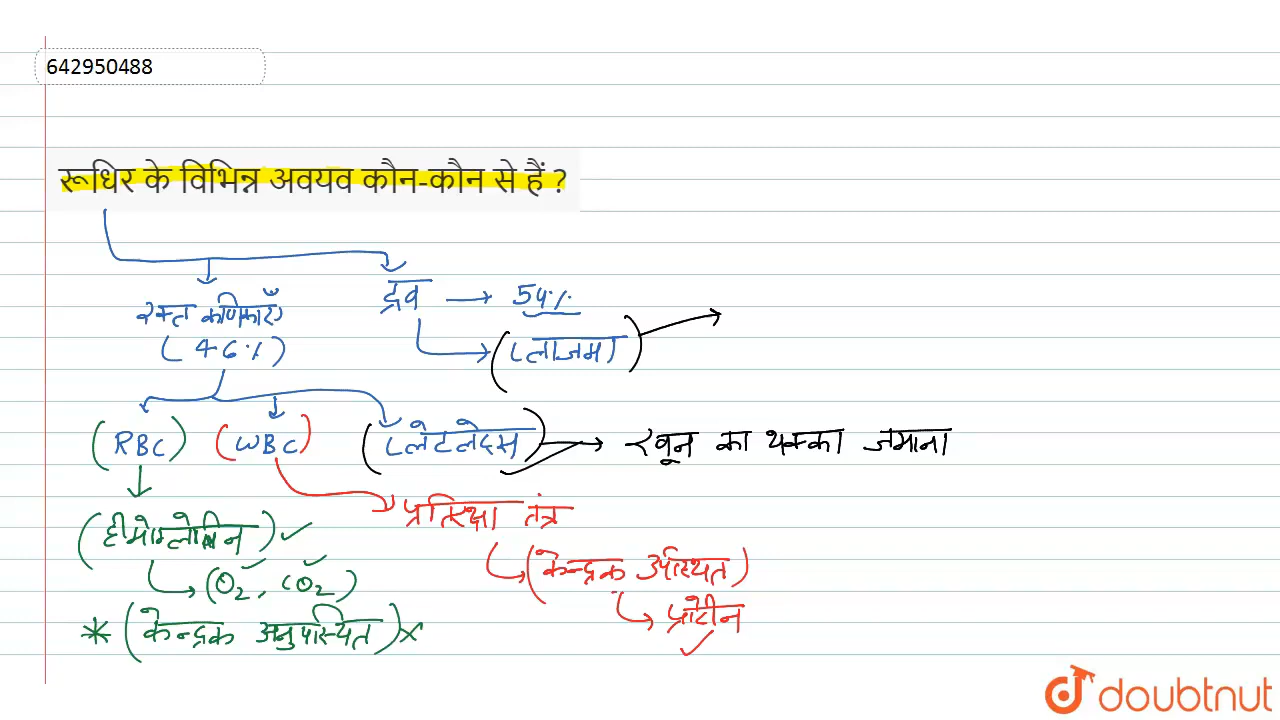 642950488
रूधिर के विभिन्न अवयव कौन-कौन से हैं ?
रक्त कणिकाएँ
(46%)
द्रव → 54%
(प्लाजमा)
(RBC) (WBC) (प्लेटलेट्स) → खून का थक्का जमाना
(हीमोग्लोबिन) ✓
(O₂, CO₂)
* (केन्द्रक अनुपस्थित) ×
प्रतिरक्षा तंत्र
(केन्द्रक उपस्थित)
प्रोटीन
doubtnut